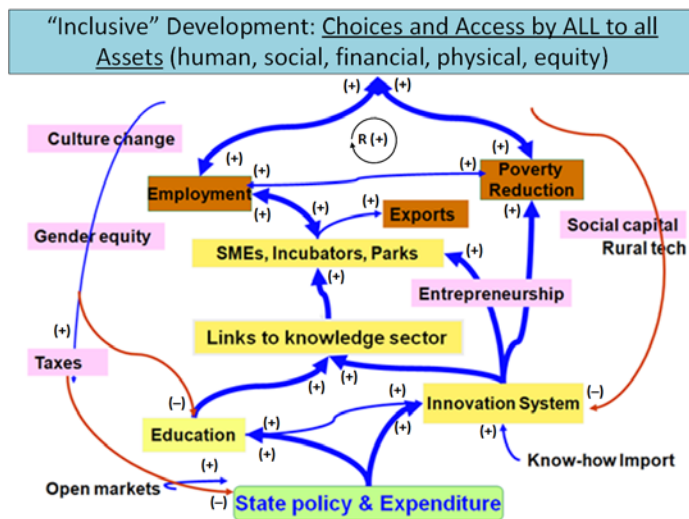 “Inclusive” Development: Choices and Access by ALL to all
Assets (human, social, financial, physical, equity)
(+) (+)
Culture change
R (+)
(+) (+)
(+) (+)
Employment
Poverty
Reduction
(+) (+) (+) (+)
Exports
Gender equity
Social capital
Rural tech
SMEs, Incubators, Parks
(+)
(+)
Entrepreneurship
(+)
Links to knowledge sector
Taxes
(+) (+)
(–) (–)
Innovation System
(+)
Education
(+)
(+) (+)
(+)
Know-how Import
Open markets
(+)
(–)
State policy & Expenditure